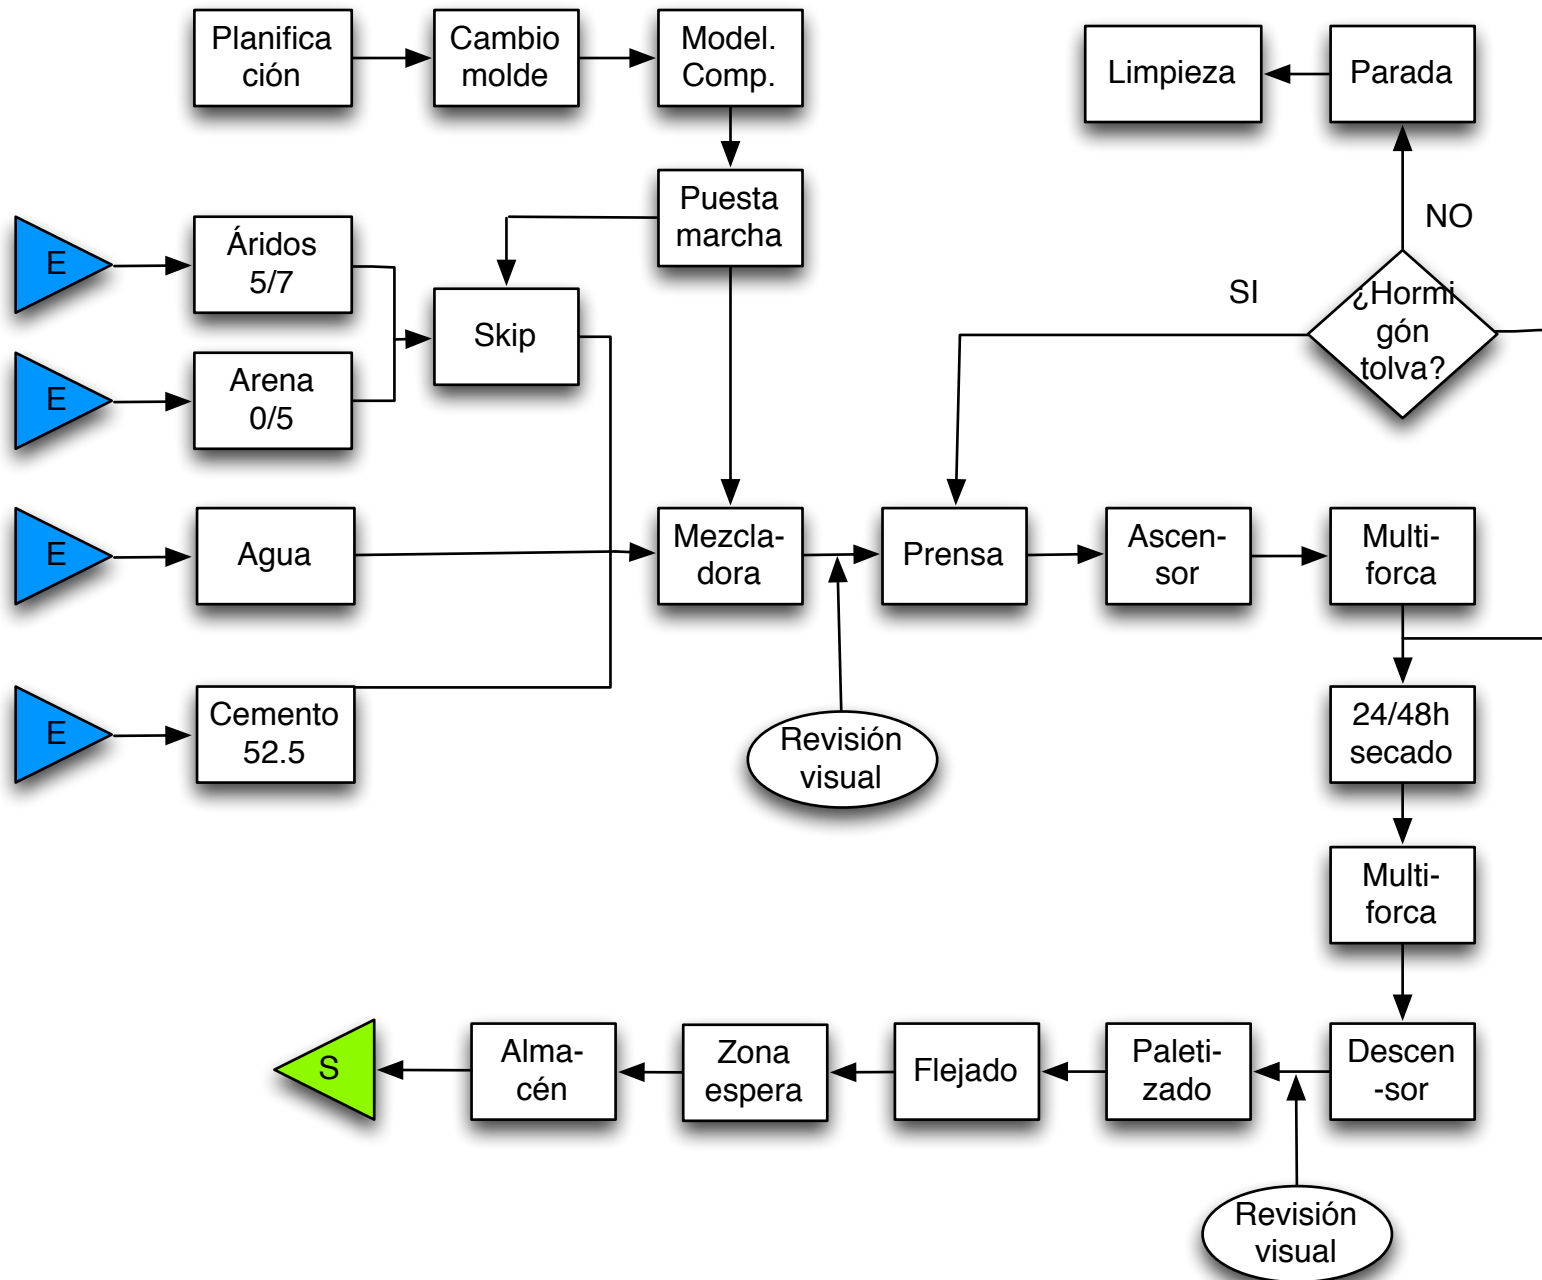 Planifica
ción
Cambio
molde
Model.
Comp.
Limpieza
Parada
Puesta
marcha
NO
E
Áridos
5/7
SI
¿Hormi
gón
tolva?
Skip
E
Arena
0/5
E
Agua
Mezcla-
dora
Prensa
Ascen-
sor
Multi-
forca
E
Cemento
52.5
Revisión
visual
24/48h
secado
Multi-
forca
S
Alma-
cén
Zona
espera
Flejado
Paleti-
zado
Descen
-sor
Revisión
visual